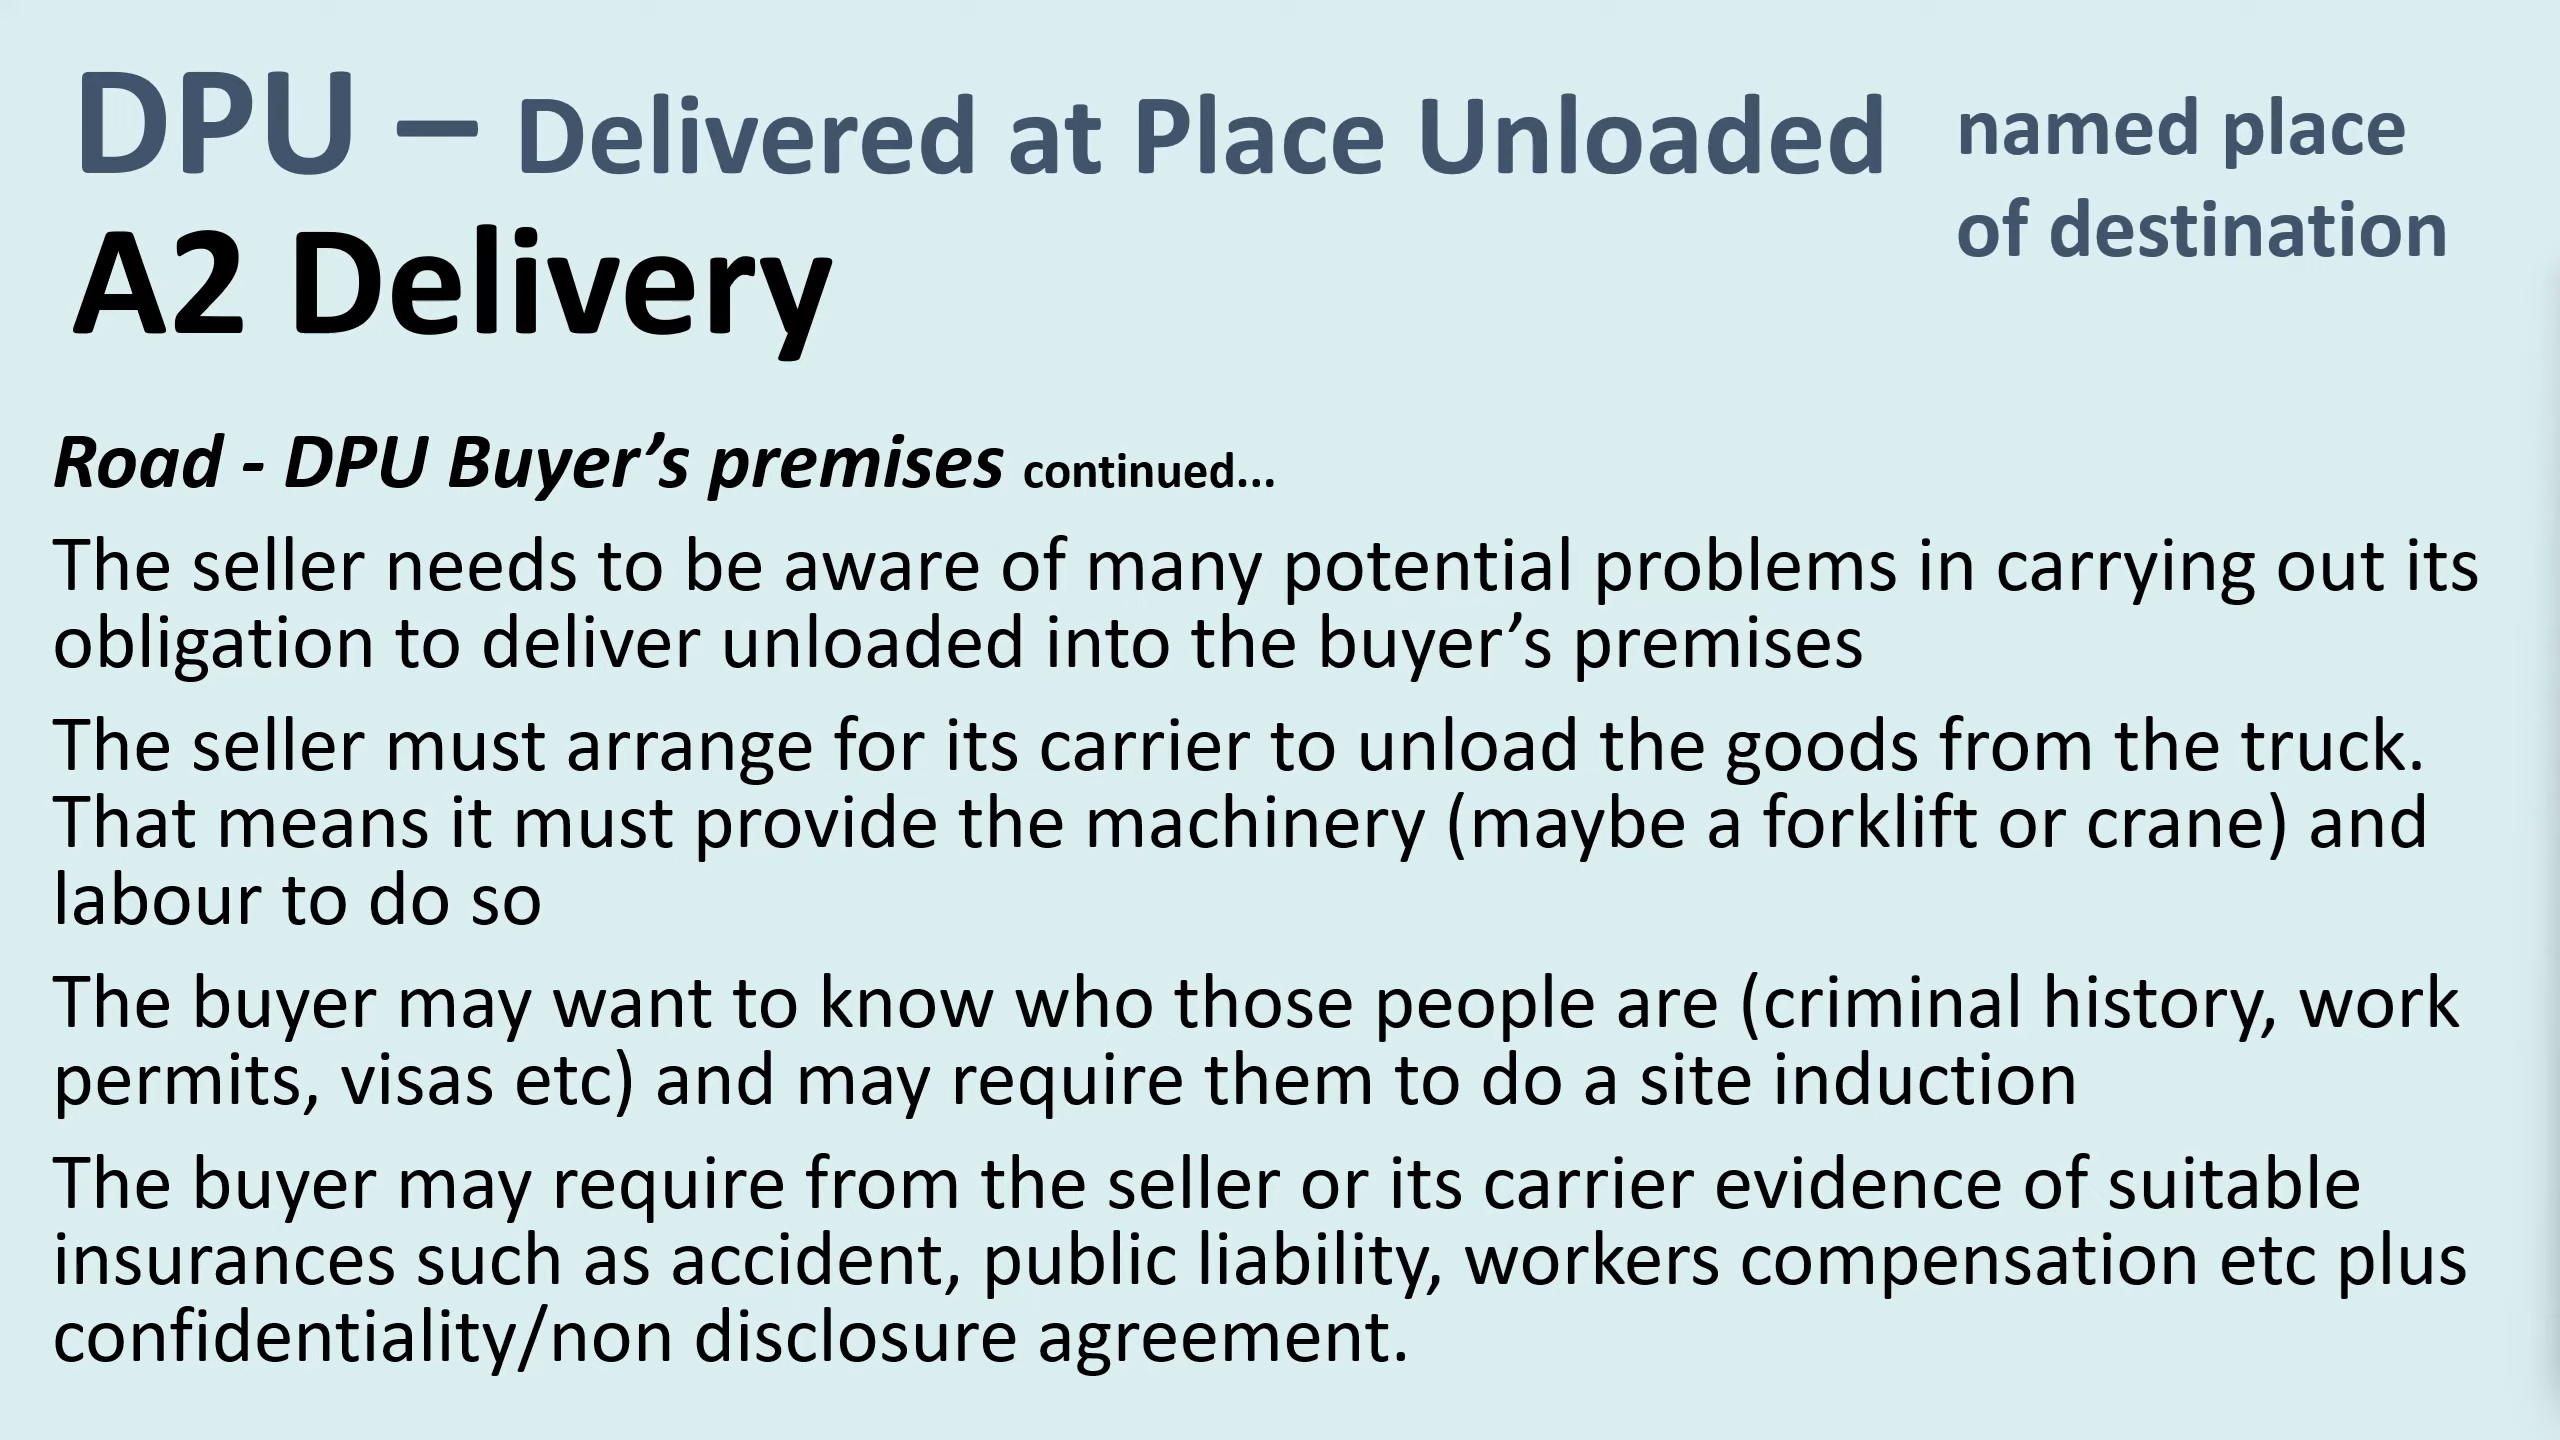 DPU – Delivered at Place Unloaded named place
of destination
A2 Delivery
Road - DPU Buyer’s premises continued...
The seller needs to be aware of many potential problems in carrying out its
obligation to deliver unloaded into the buyer’s premises
The seller must arrange for its carrier to unload the goods from the truck.
That means it must provide the machinery (maybe a forklift or crane) and
labour to do so
The buyer may want to know who those people are (criminal history, work
permits, visas etc) and may require them to do a site induction
The buyer may require from the seller or its carrier evidence of suitable
insurances such as accident, public liability, workers compensation etc plus
confidentiality/non disclosure agreement.